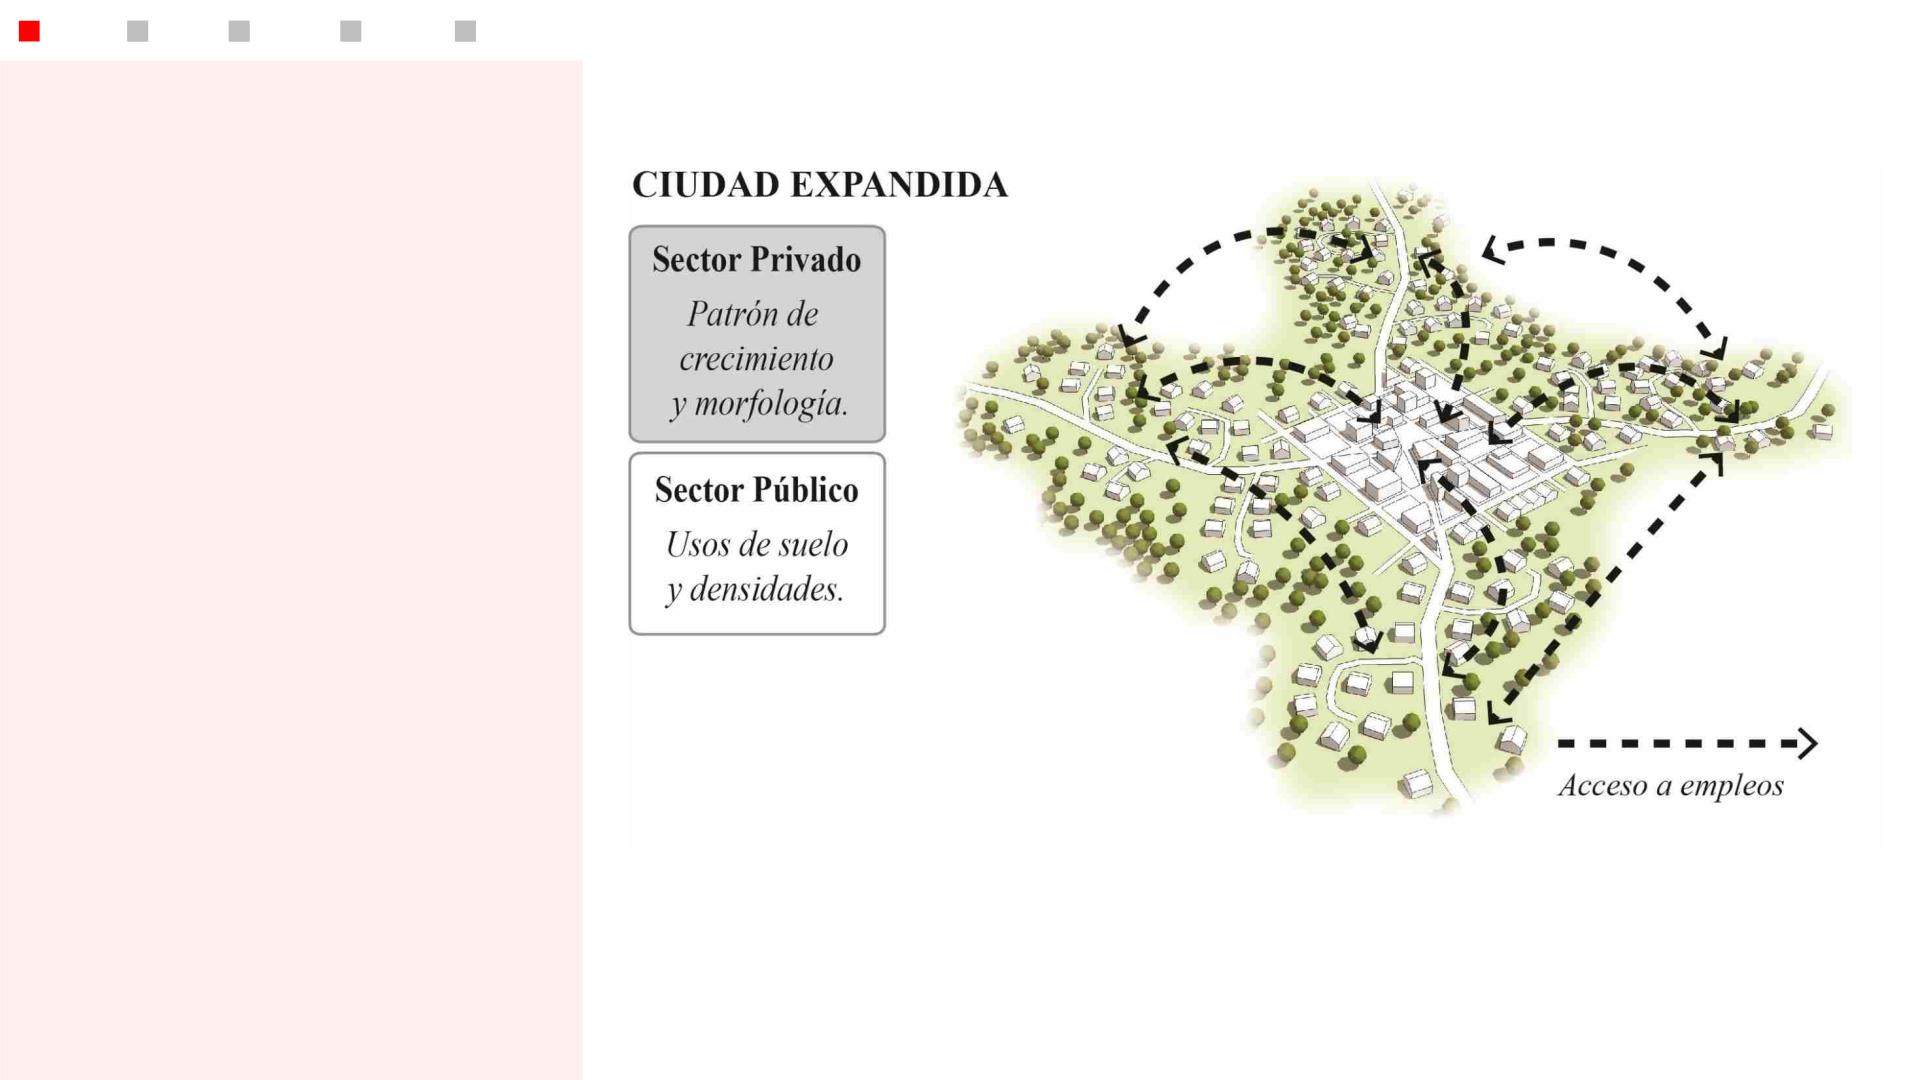 CIUDAD EXPANDIDA
Sector Privado
Patrón de
crecimiento
y morfología.
Sector Público
Usos de suelo
y densidades.
Acceso a empleos